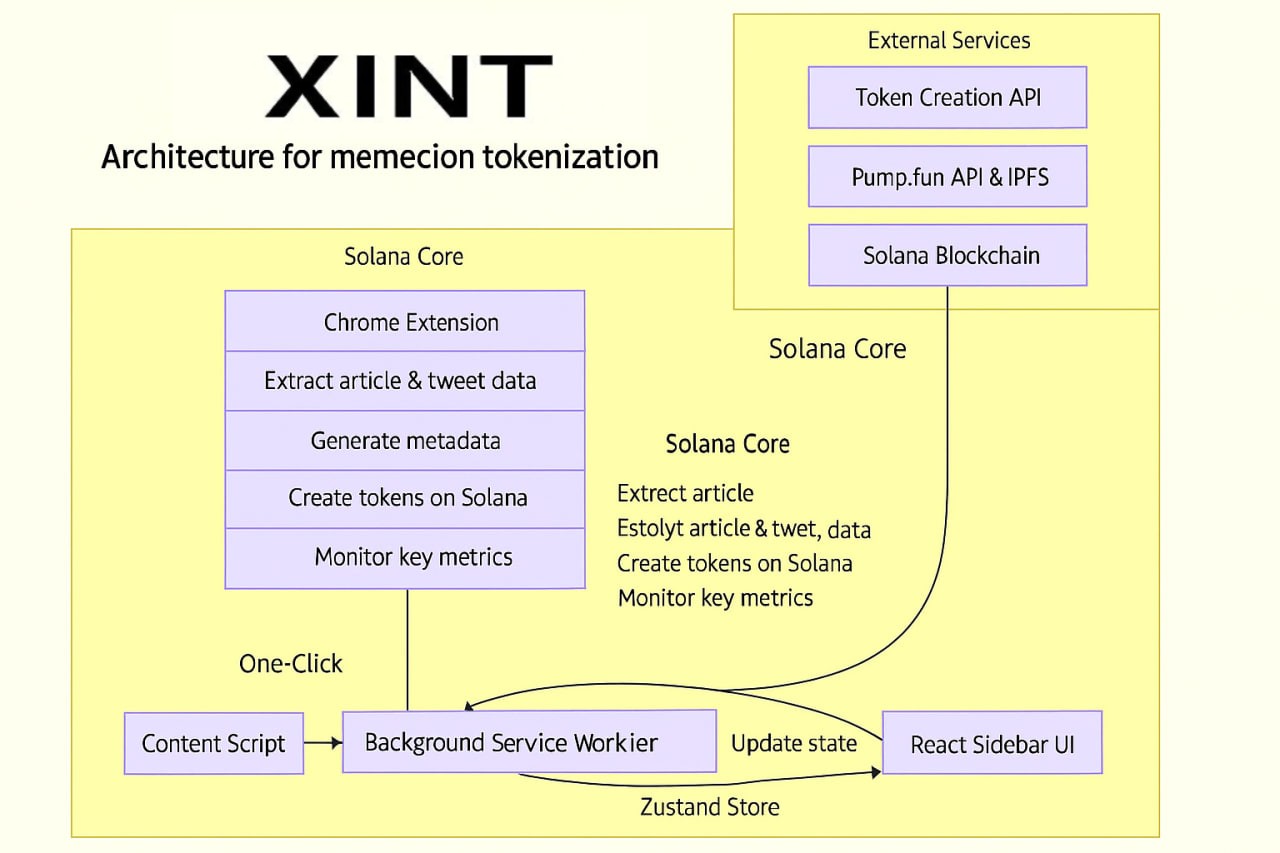 XINT
Architecture for memecion tokenization
External Services
Token Creation API
Pump.fun API & IPFS
Solana Blockchain
Solana Core
Chrome Extension
Extract article & tweet data
Generate metadata
Create tokens on Solana
Monitor key metrics
Solana Core
Solana Core
Extrect article
Estolyt article & twet, data
Create tokens on Solana
Monitor key metrics
One-Click
Content Script
Background Service Workier
Update state
React Sidebar UI
Zustand Store